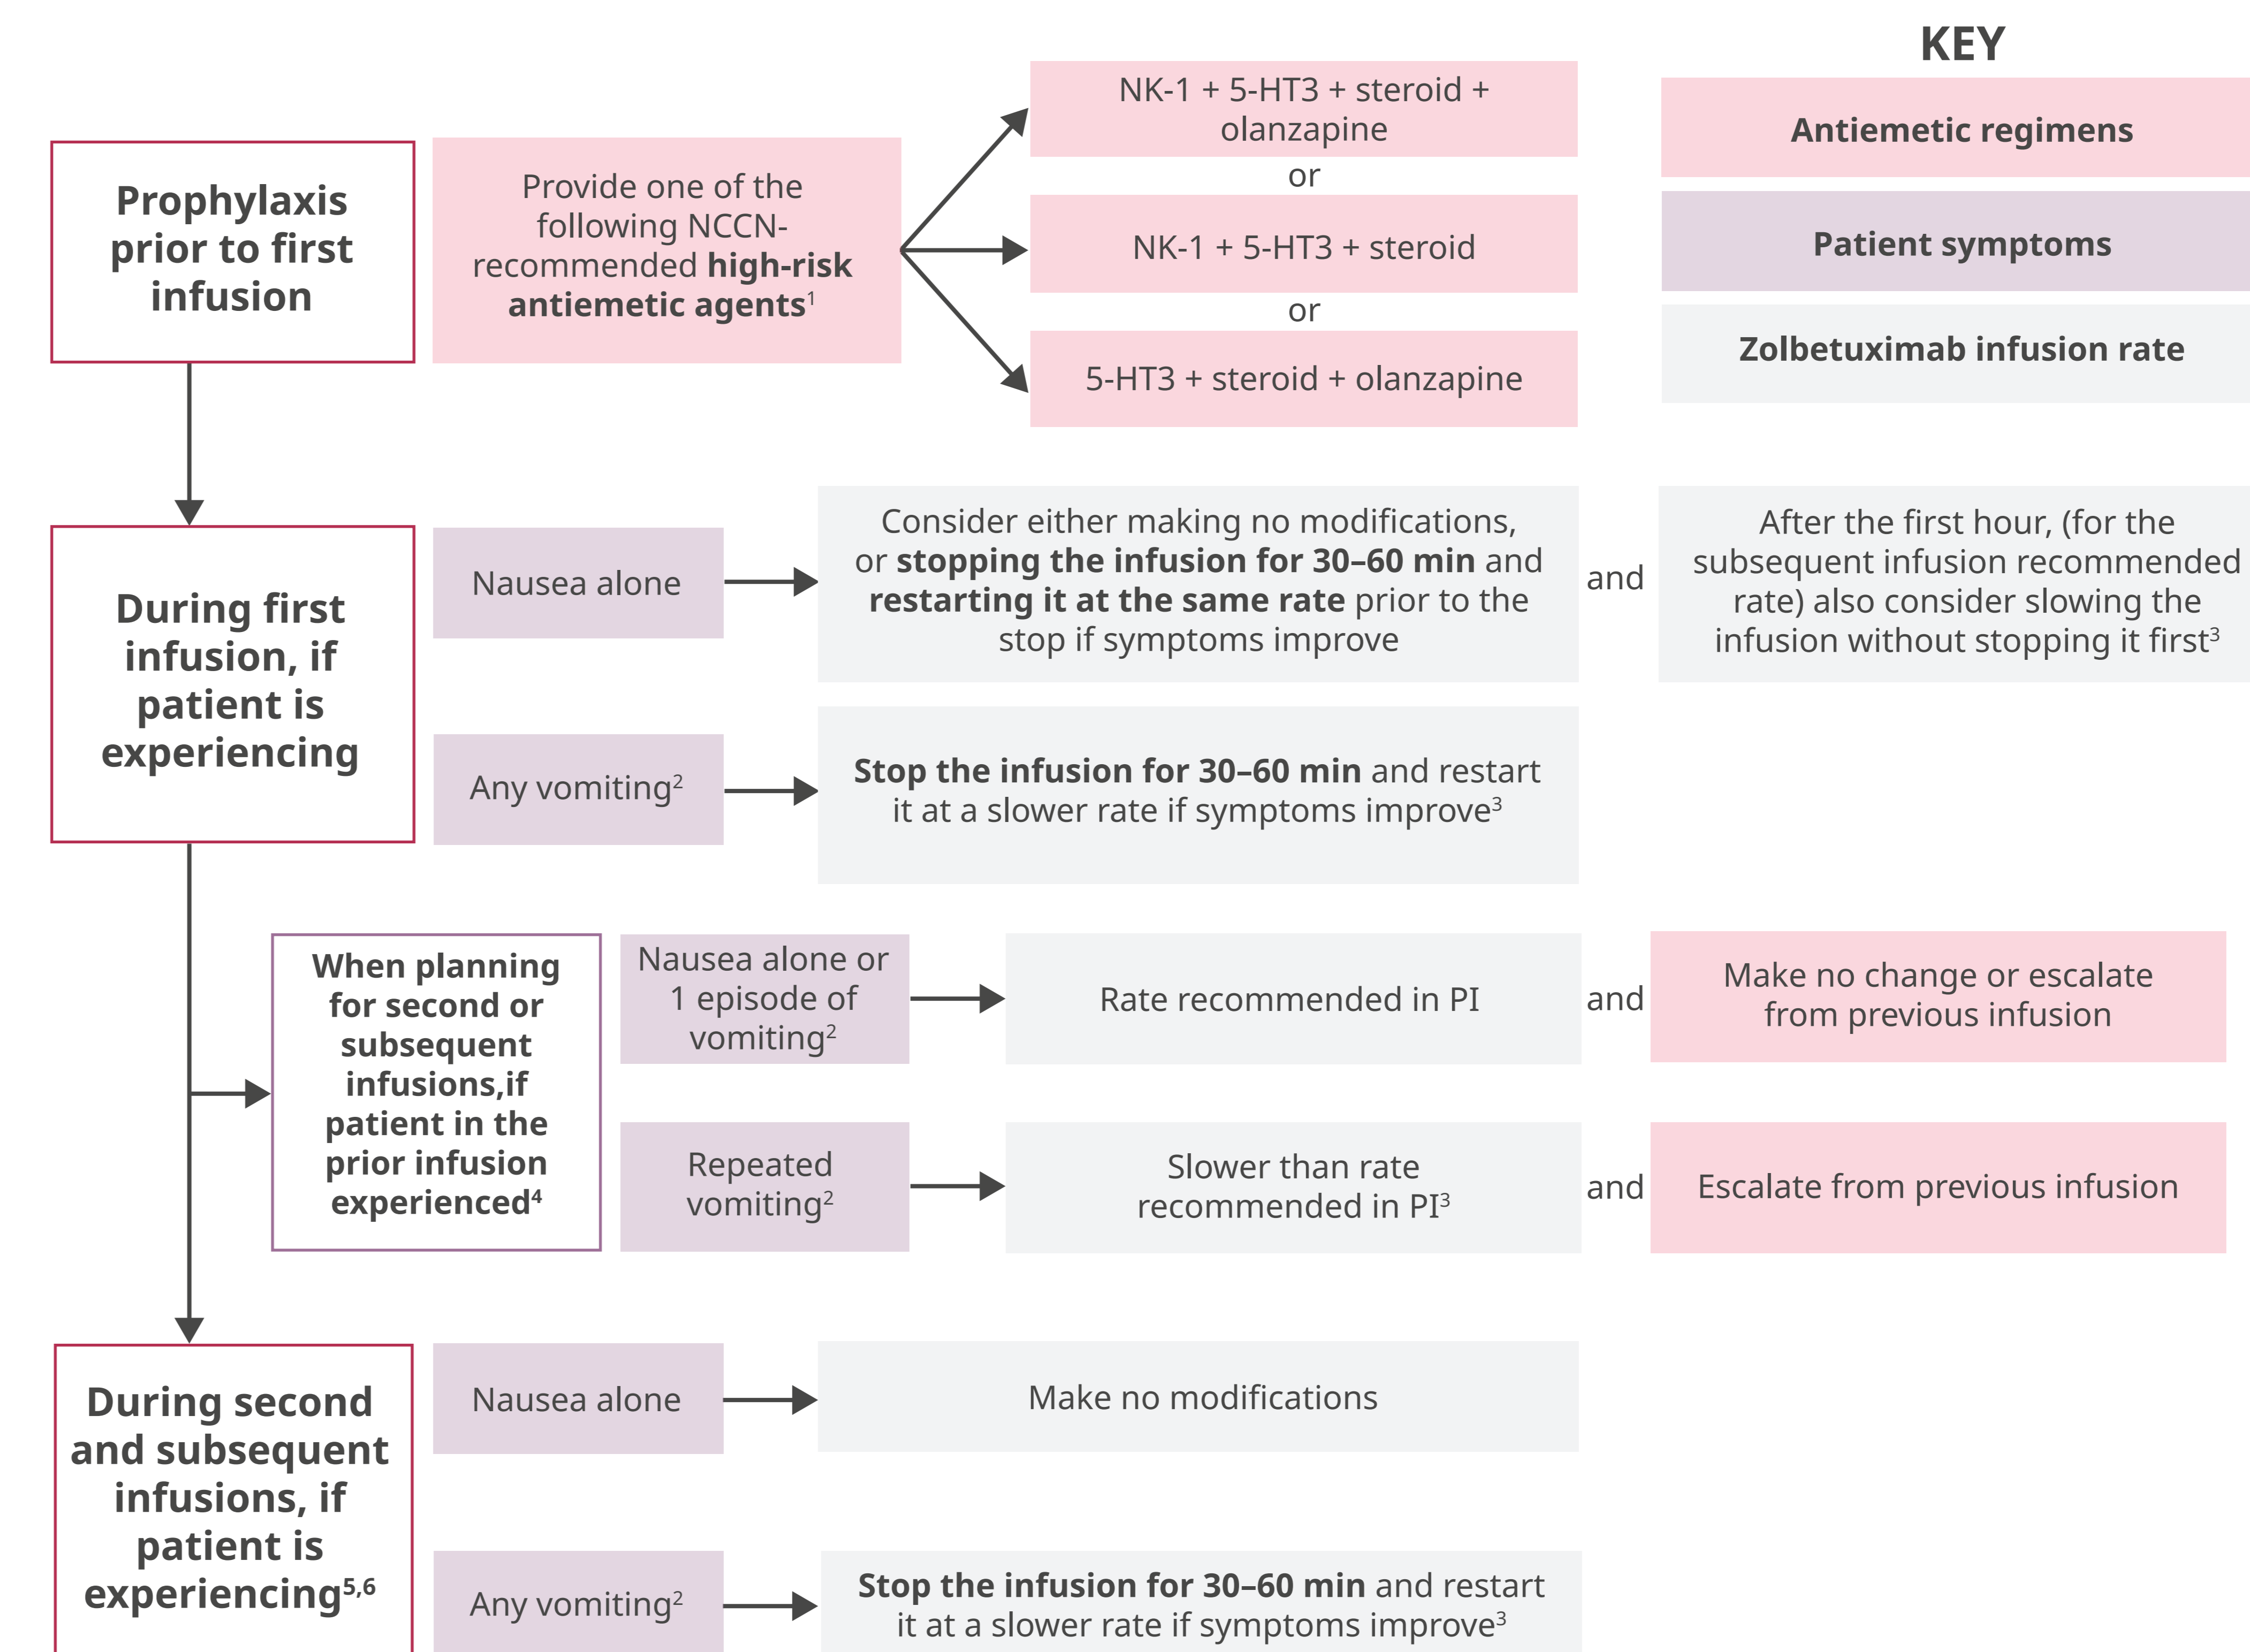 KEY
Antiemetic regimens
Patient symptoms
Zolbetuximab infusion rate
Prophylaxis
prior to first
infusion
Provide one of the
following NCCN-
recommended high-risk
antiemetic agents¹
NK-1 + 5-HT3 + steroid +
olanzapine
or
NK-1 + 5-HT3 + steroid
or
5-HT3 + steroid + olanzapine
During first
infusion, if
patient is
experiencing
Nausea alone
Consider either making no modifications,
or stopping the infusion for 30–60 min and
restarting it at the same rate prior to the
stop if symptoms improve
and
After the first hour, (for the
subsequent infusion recommended
rate) also consider slowing the
infusion without stopping it first³
Any vomiting²
Stop the infusion for 30–60 min and restart
it at a slower rate if symptoms improve³
When planning
for second or
subsequent
infusions,if
patient in the
prior infusion
experienced⁴
Nausea alone or
1 episode of
vomiting²
Rate recommended in PI
and
Make no change or escalate
from previous infusion
Repeated
vomiting²
Slower than rate
recommended in PI³
and
Escalate from previous infusion
During second
and subsequent
infusions, if
patient is
experiencing⁵,⁶
Nausea alone
Make no modifications
Any vomiting²
Stop the infusion for 30–60 min and restart
it at a slower rate if symptoms improve³